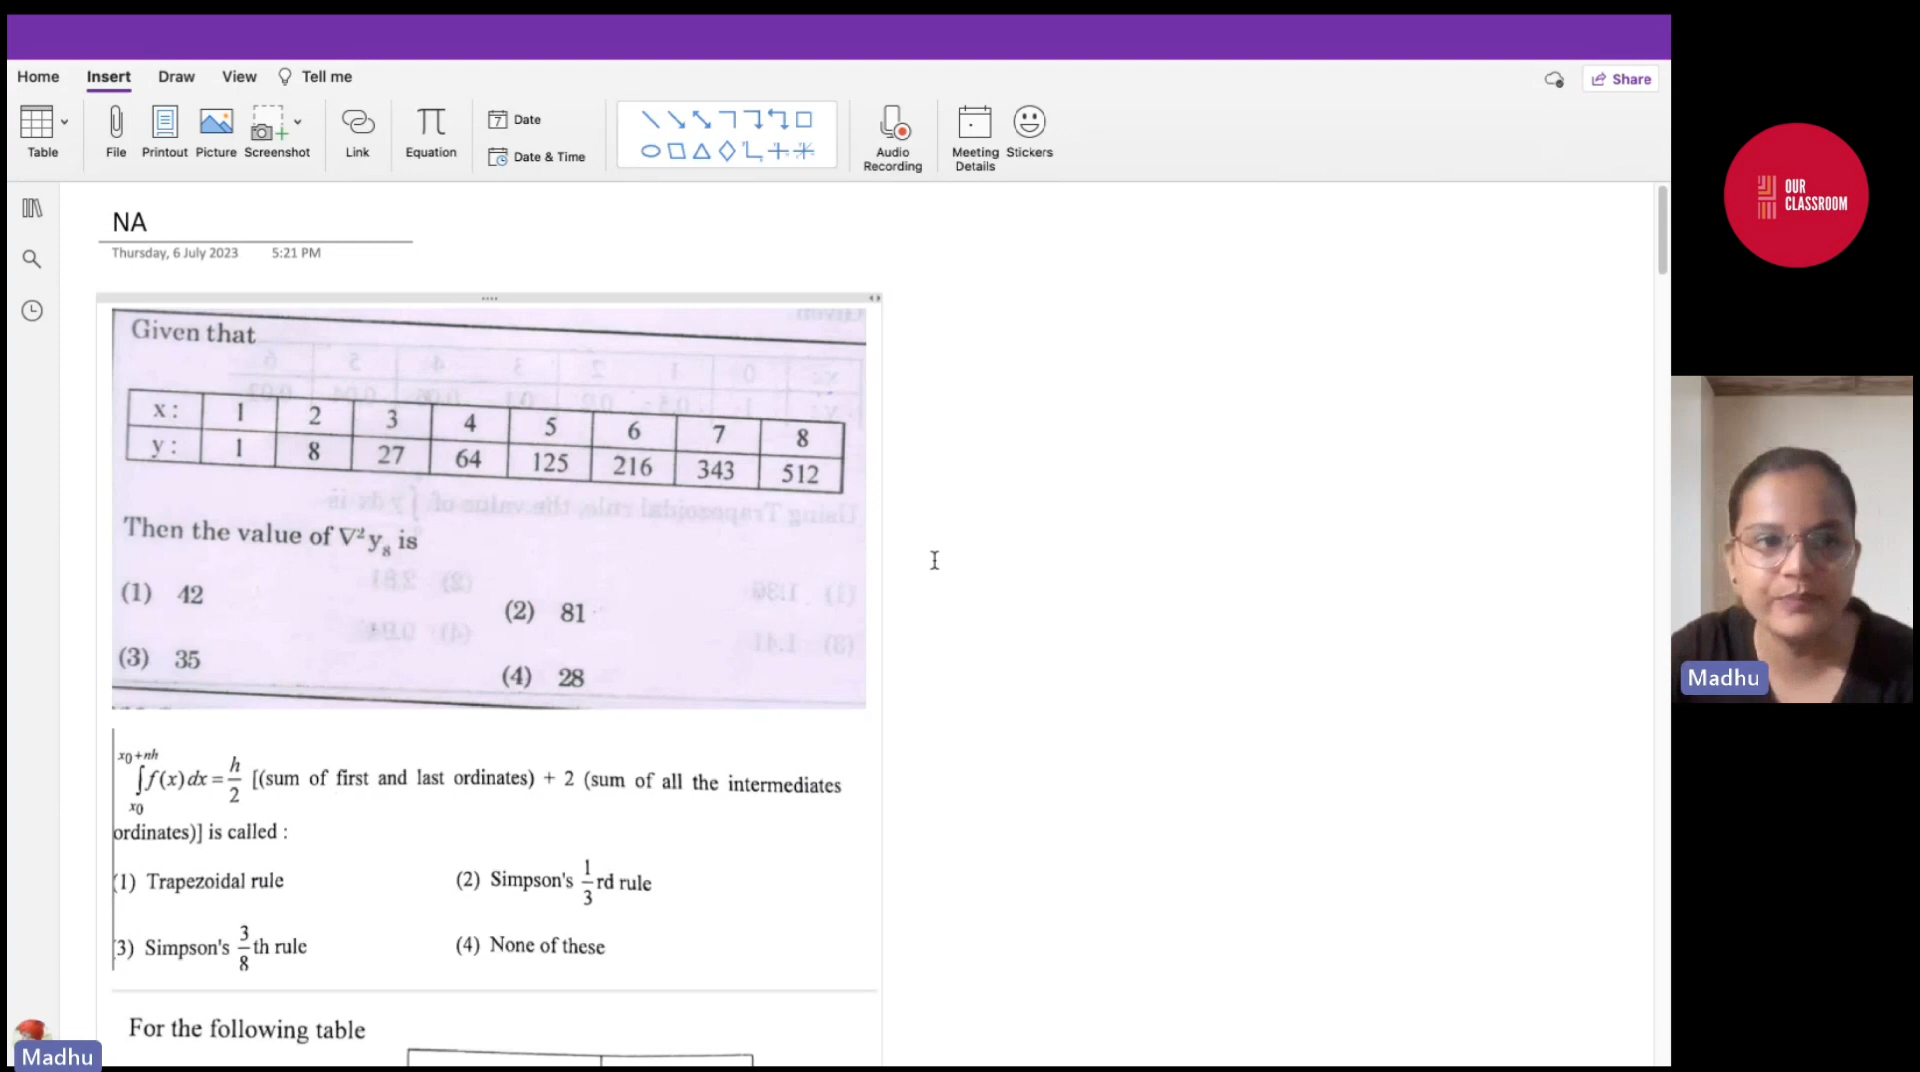 Home Insert Draw View Tell me
Share
Table File Printout Picture Screenshot Link Equation
7 Date
Date & Time
Audio Recording
Meeting Details
Stickers
OUR
CLASSROOM
NA
Thursday, 6 July 2023 5:21 PM
Given that
x : 1 2 3 4 5 6 7 8
y : 1 8 27 64 125 216 343 512
Then the value of ∇²y₈ is
(1) 42
(2) 81
(3) 35
(4) 28
∫_{x0}^{x0+nh} f(x) dx = h/2 [(sum of first and last ordinates) + 2 (sum of all the intermediates
ordinates)] is called :
(1) Trapezoidal rule (2) Simpson's 1/3 rd rule
(3) Simpson's 3/8 th rule (4) None of these
For the following table
Madhu
Madhu